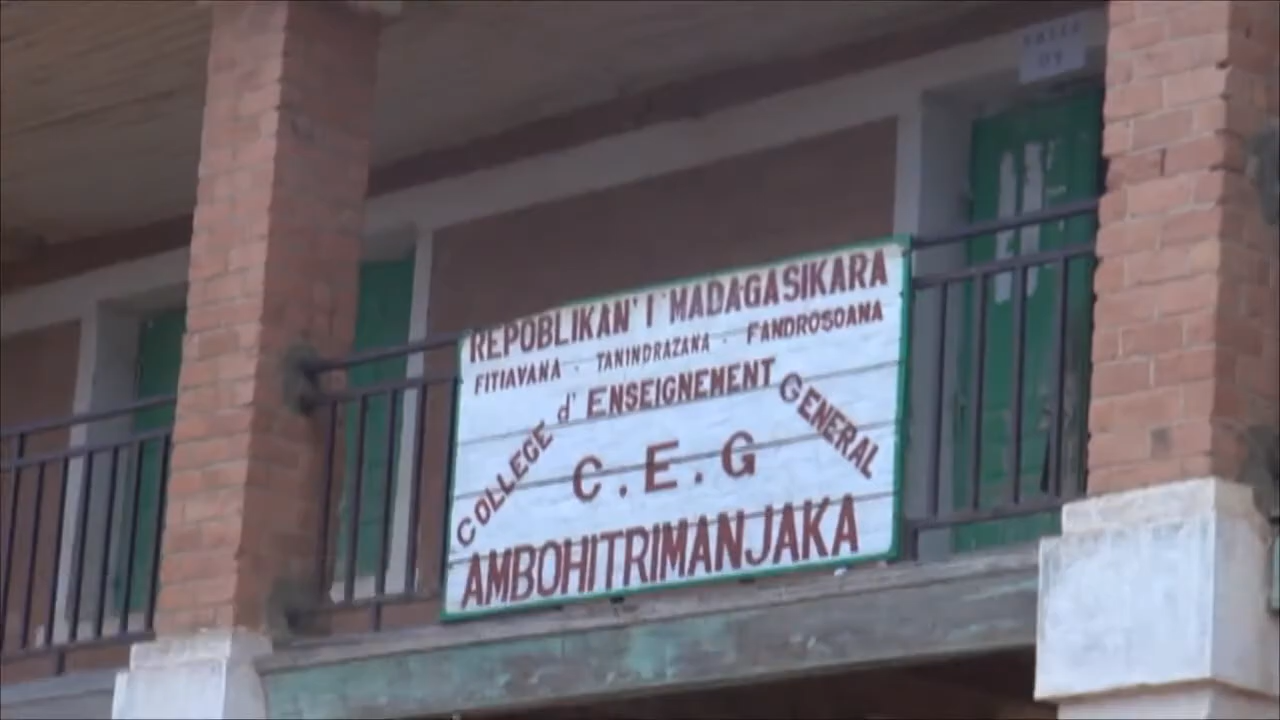 REPOBLIKAN' I MADAGASIKARA
FITIAVANA - TANINDRAZANA - FANDROSOANA
COLLEGE d' ENSEIGNEMENT GENERAL
C.E.G
AMBOHITRIMANJAKA